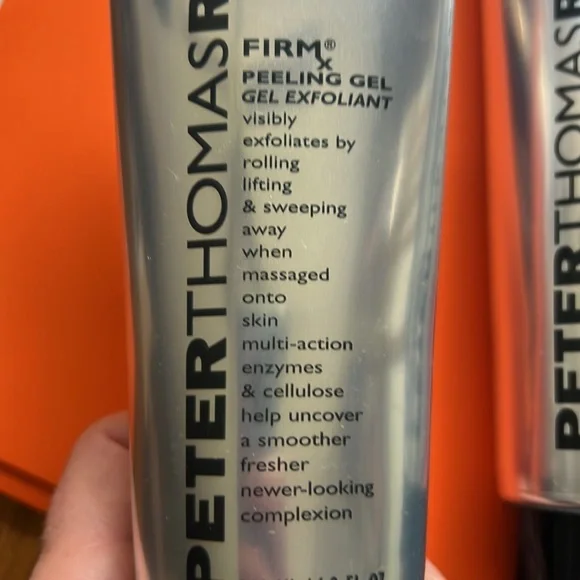 PETERTHOMASR
FIRMx®
PEELING GEL
GEL EXFOLIANT
visibly
exfoliates by
rolling
lifting
& sweeping
away
when
massaged
onto
skin
multi-action
enzymes
& cellulose
help uncover
a smoother
fresher
newer-looking
complexion
PETERTHOMAS